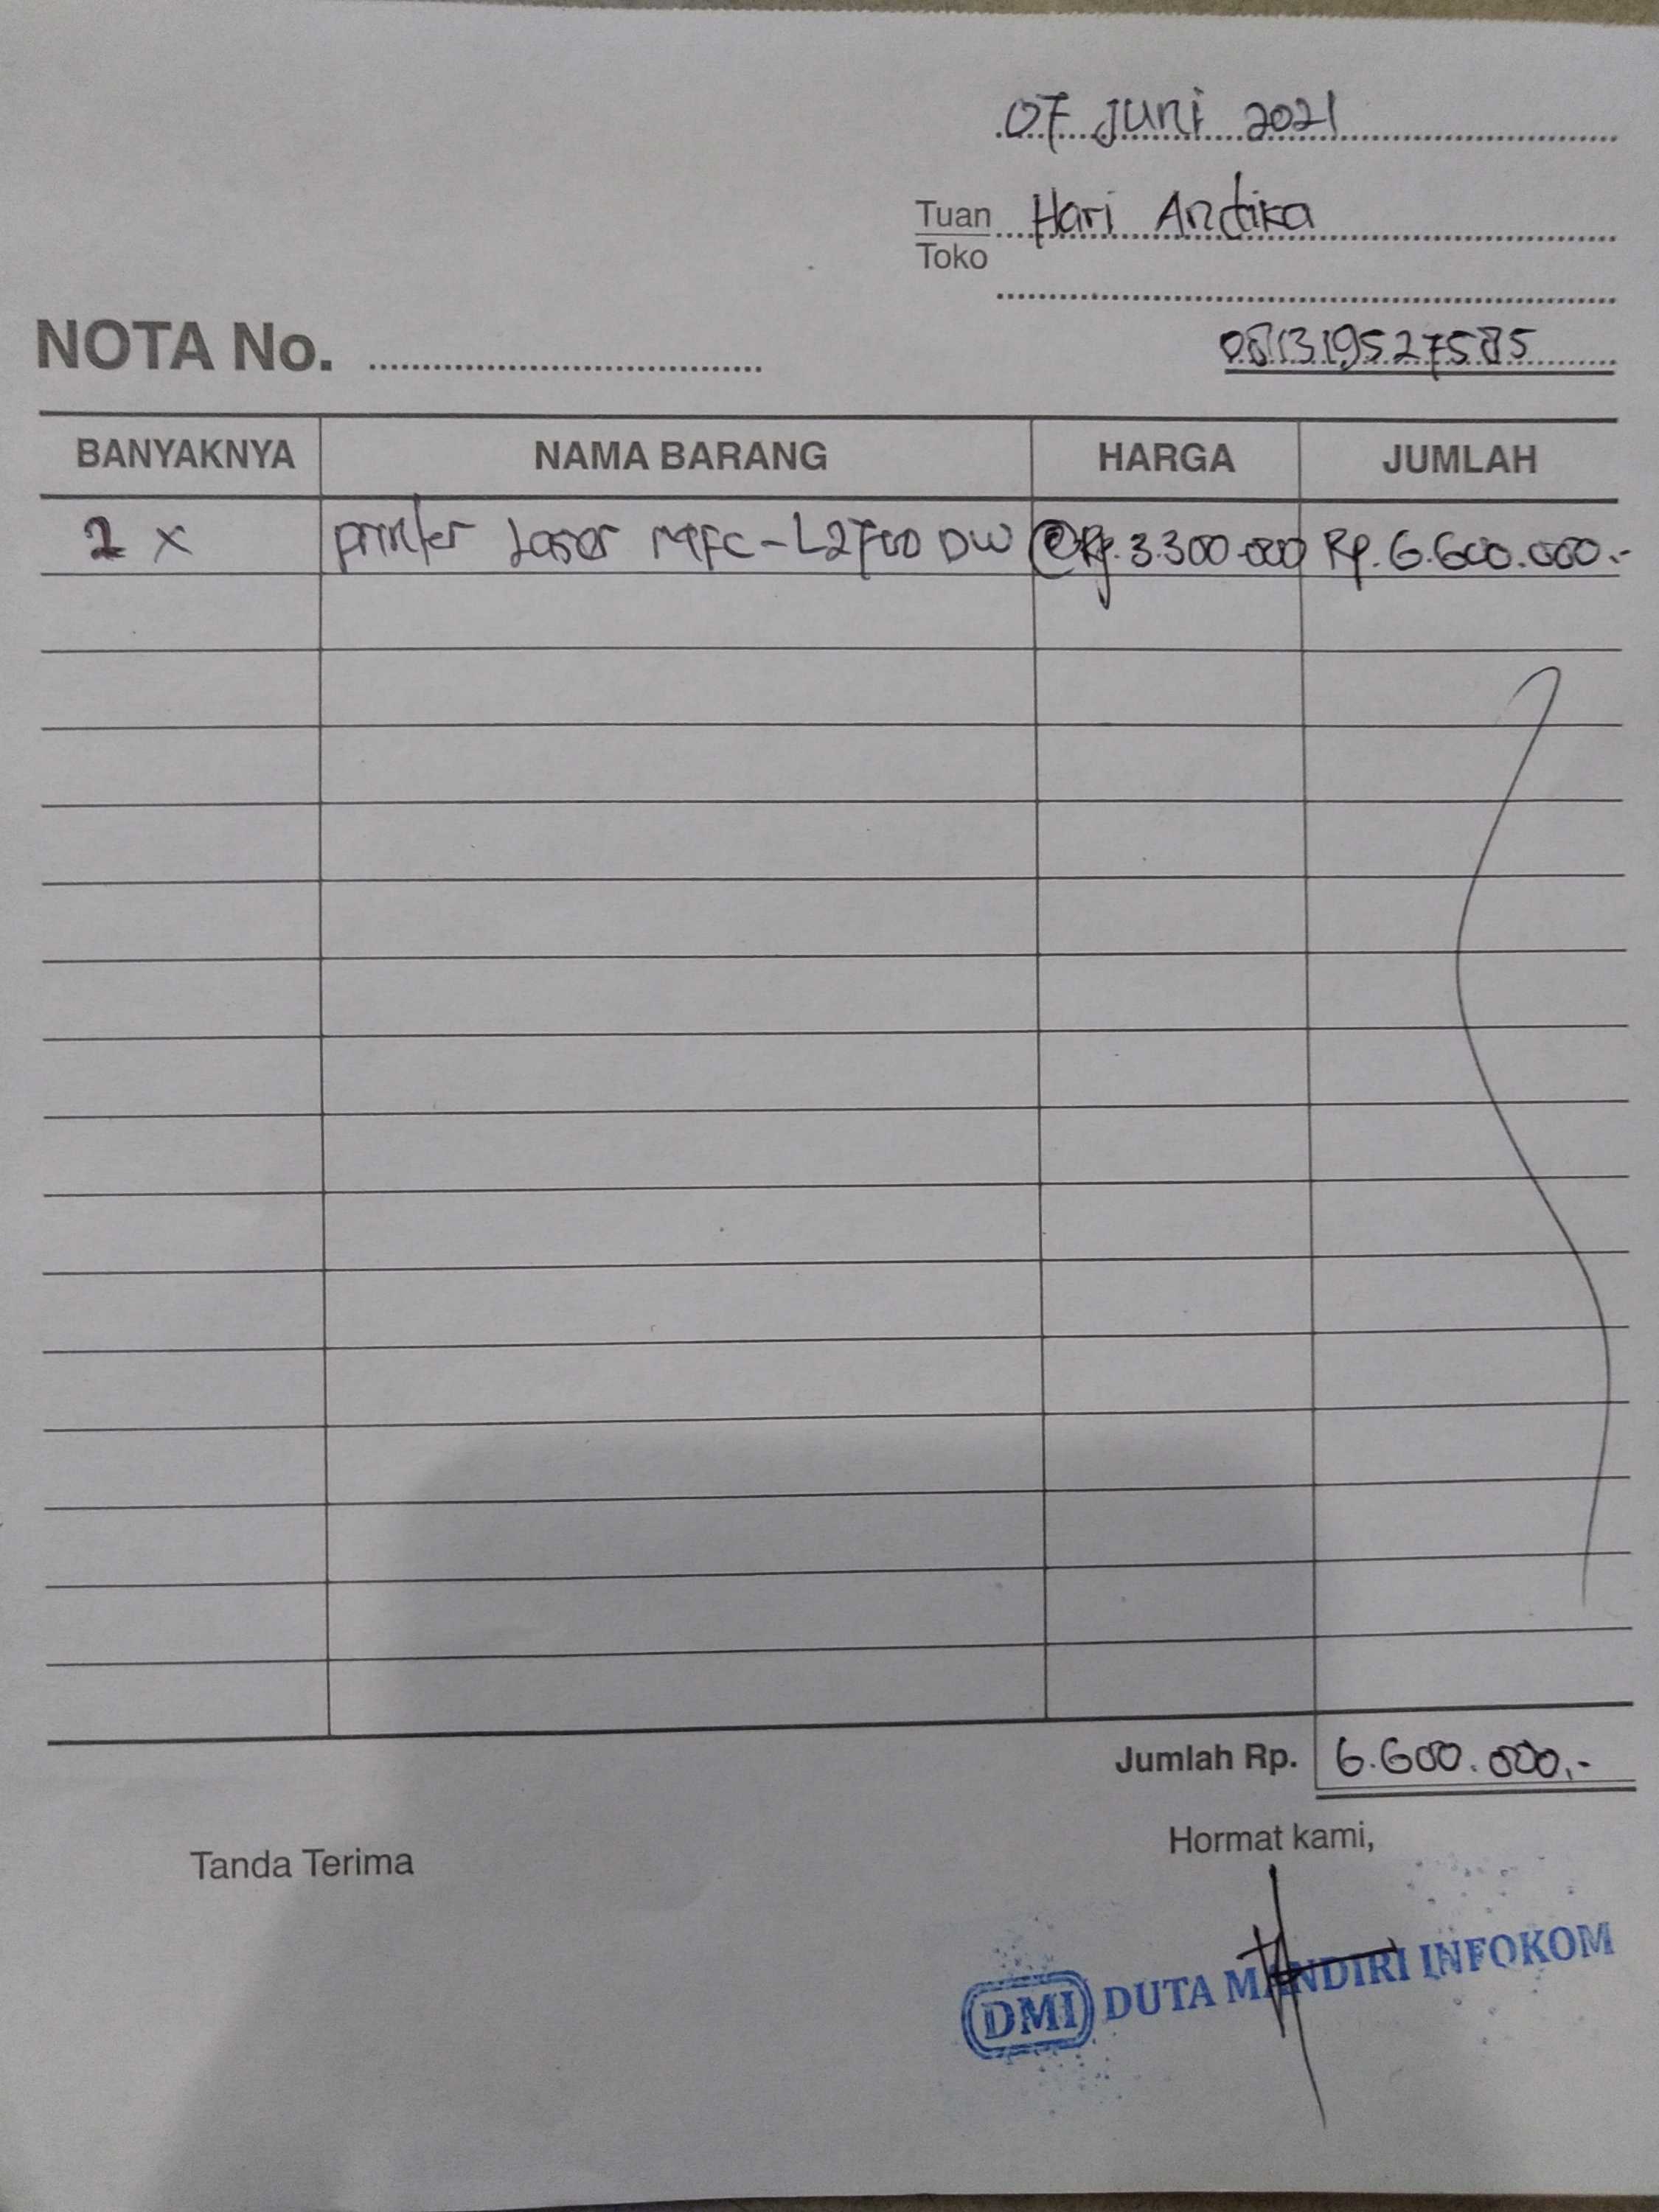 07 Juni 2021
Tuan Hari Andika
Toko
NOTA No.
081319527585
BANYAKNYA NAMA BARANG HARGA JUMLAH
2 x printer Laser MFC-L2700 DW @Rp.3.300.000 Rp.6.600.000.-
Jumlah Rp. 6.600.000,-
Tanda Terima
Hormat kami,
DMI DUTA MANDIRI INFOKOM